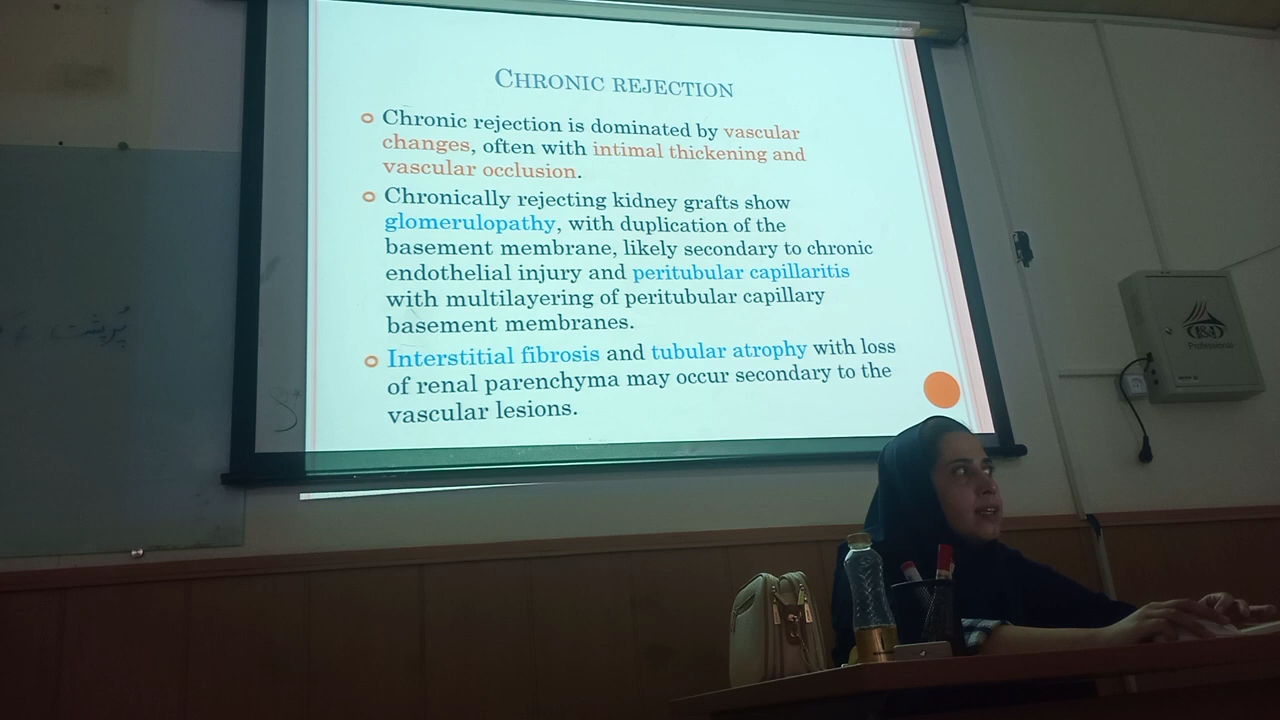 CHRONIC REJECTION
Chronic rejection is dominated by vascular
changes, often with intimal thickening and
vascular occlusion.
Chronically rejecting kidney grafts show
glomerulopathy, with duplication of the
basement membrane, likely secondary to chronic
endothelial injury and peritubular capillaritis
with multilayering of peritubular capillary
basement membranes.
Interstitial fibrosis and tubular atrophy with loss
of renal parenchyma may occur secondary to the
vascular lesions.
Professional